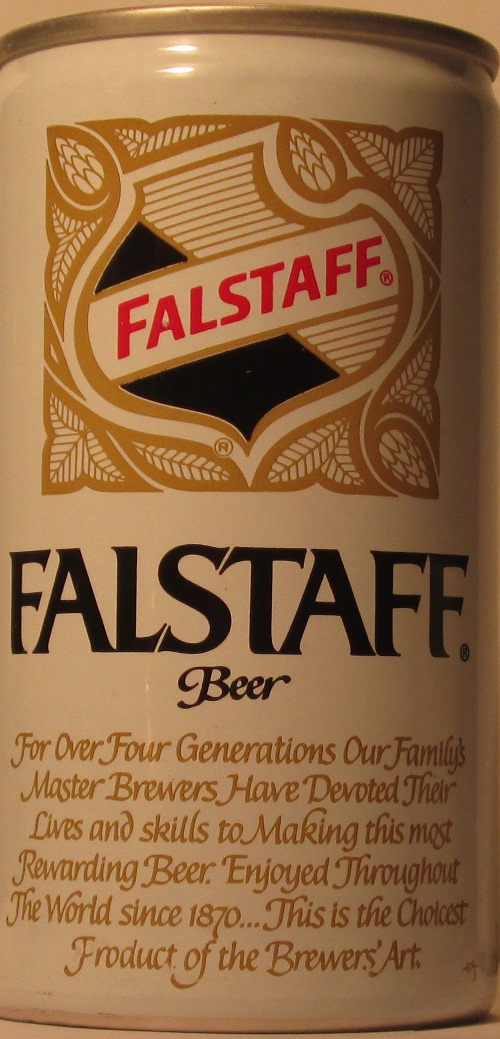 FALSTAFF®
®
FALSTAFF®
Beer
For Over Four Generations Our Family's
Master Brewers Have Devoted Their
Lives and skills to Making this most
Rewarding Beer. Enjoyed Throughout
The World since 1870...This is the Choicest
Product of the Brewers' Art.